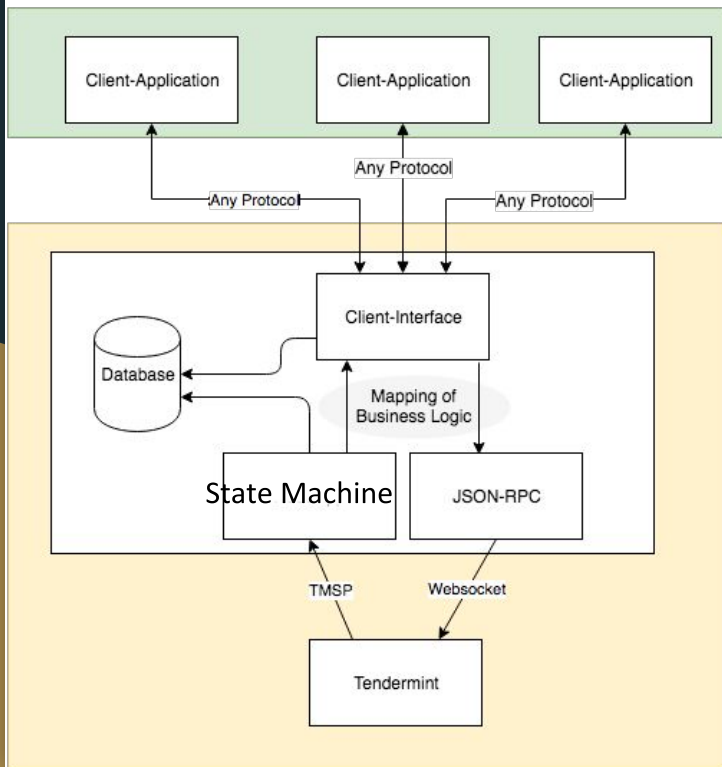 Client-Application
Client-Application
Client-Application
Any Protocol
Any Protocol
Any Protocol
Client-Interface
Database
Mapping of
Business Logic
State Machine
JSON-RPC
TMSP
Websocket
Tendermint